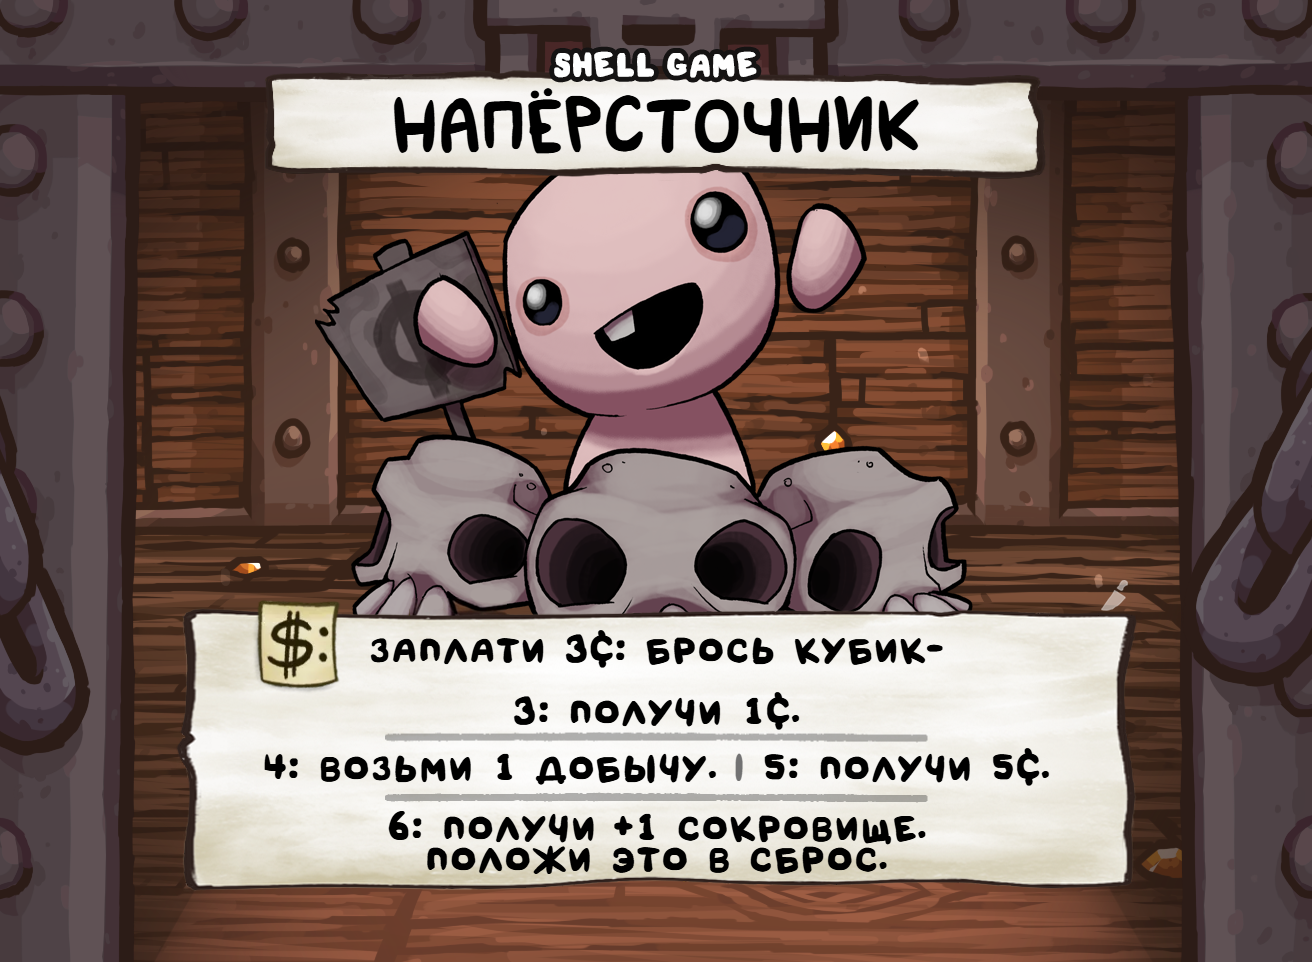 SHELL GAME
НАПЁРСТОЧНИК
$:
ЗАПЛАТИ 3¢: БРОСЬ КУБИК-
3: ПОЛУЧИ 1¢.
4: ВОЗЬМИ 1 ДОБЫЧУ. | 5: ПОЛУЧИ 5¢.
6: ПОЛУЧИ +1 СОКРОВИЩЕ.
ПОЛОЖИ ЭТО В СБРОС.